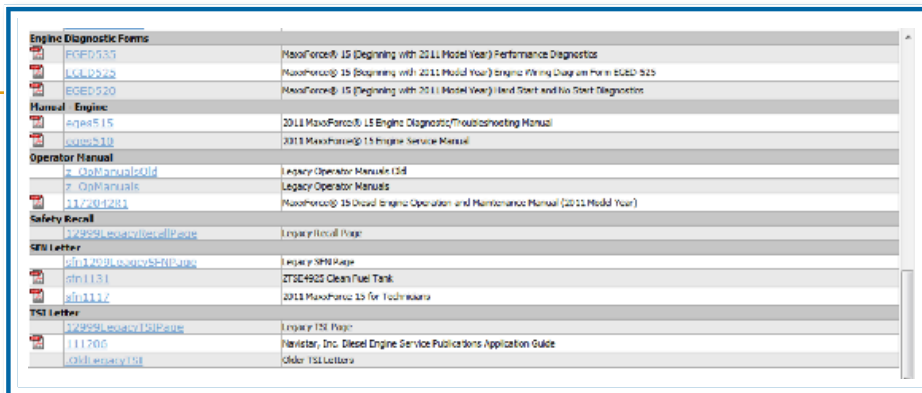 Engine Diagnostic Forms
EGED535 MaxxForce® 15 (Beginning with 2011 Model Year) Performance Diagnostics
EGED525 MaxxForce® 15 (Beginning with 2011 Model Year) Engine Wiring Diagram Form EGED-525
EGED520 MaxxForce® 15 (Beginning with 2011 Model Year) Hard Start and No Start Diagnostics
Manual - Engine
eges515 2011 MaxxForce® 15 Engine Diagnostic/Troubleshooting Manual
eges510 2011 MaxxForce® 15 Engine Service Manual
Operator Manual
z_OpManualsOld Legacy Operator Manuals Old
z_OpManuals Legacy Operator Manuals
1172042R1 MaxxForce® 15 Diesel Engine Operation and Maintenance Manual (2011 Model Year)
Safety Recall
12999LegacyRecallPage Legacy Recall Page
SFN Letter
sfn1299LegacySFNPage Legacy SFN Page
sfn1131 ZTSE4925 Clean Fuel Tank
sfn1117 2011 MaxxForce 15 for Technicians
TSI Letter
12999LegacyTSIPage Legacy TSI Page
111206 Navistar, Inc. Diesel Engine Service Publications Application Guide
.OldLegacyTSI Older TSI Letters